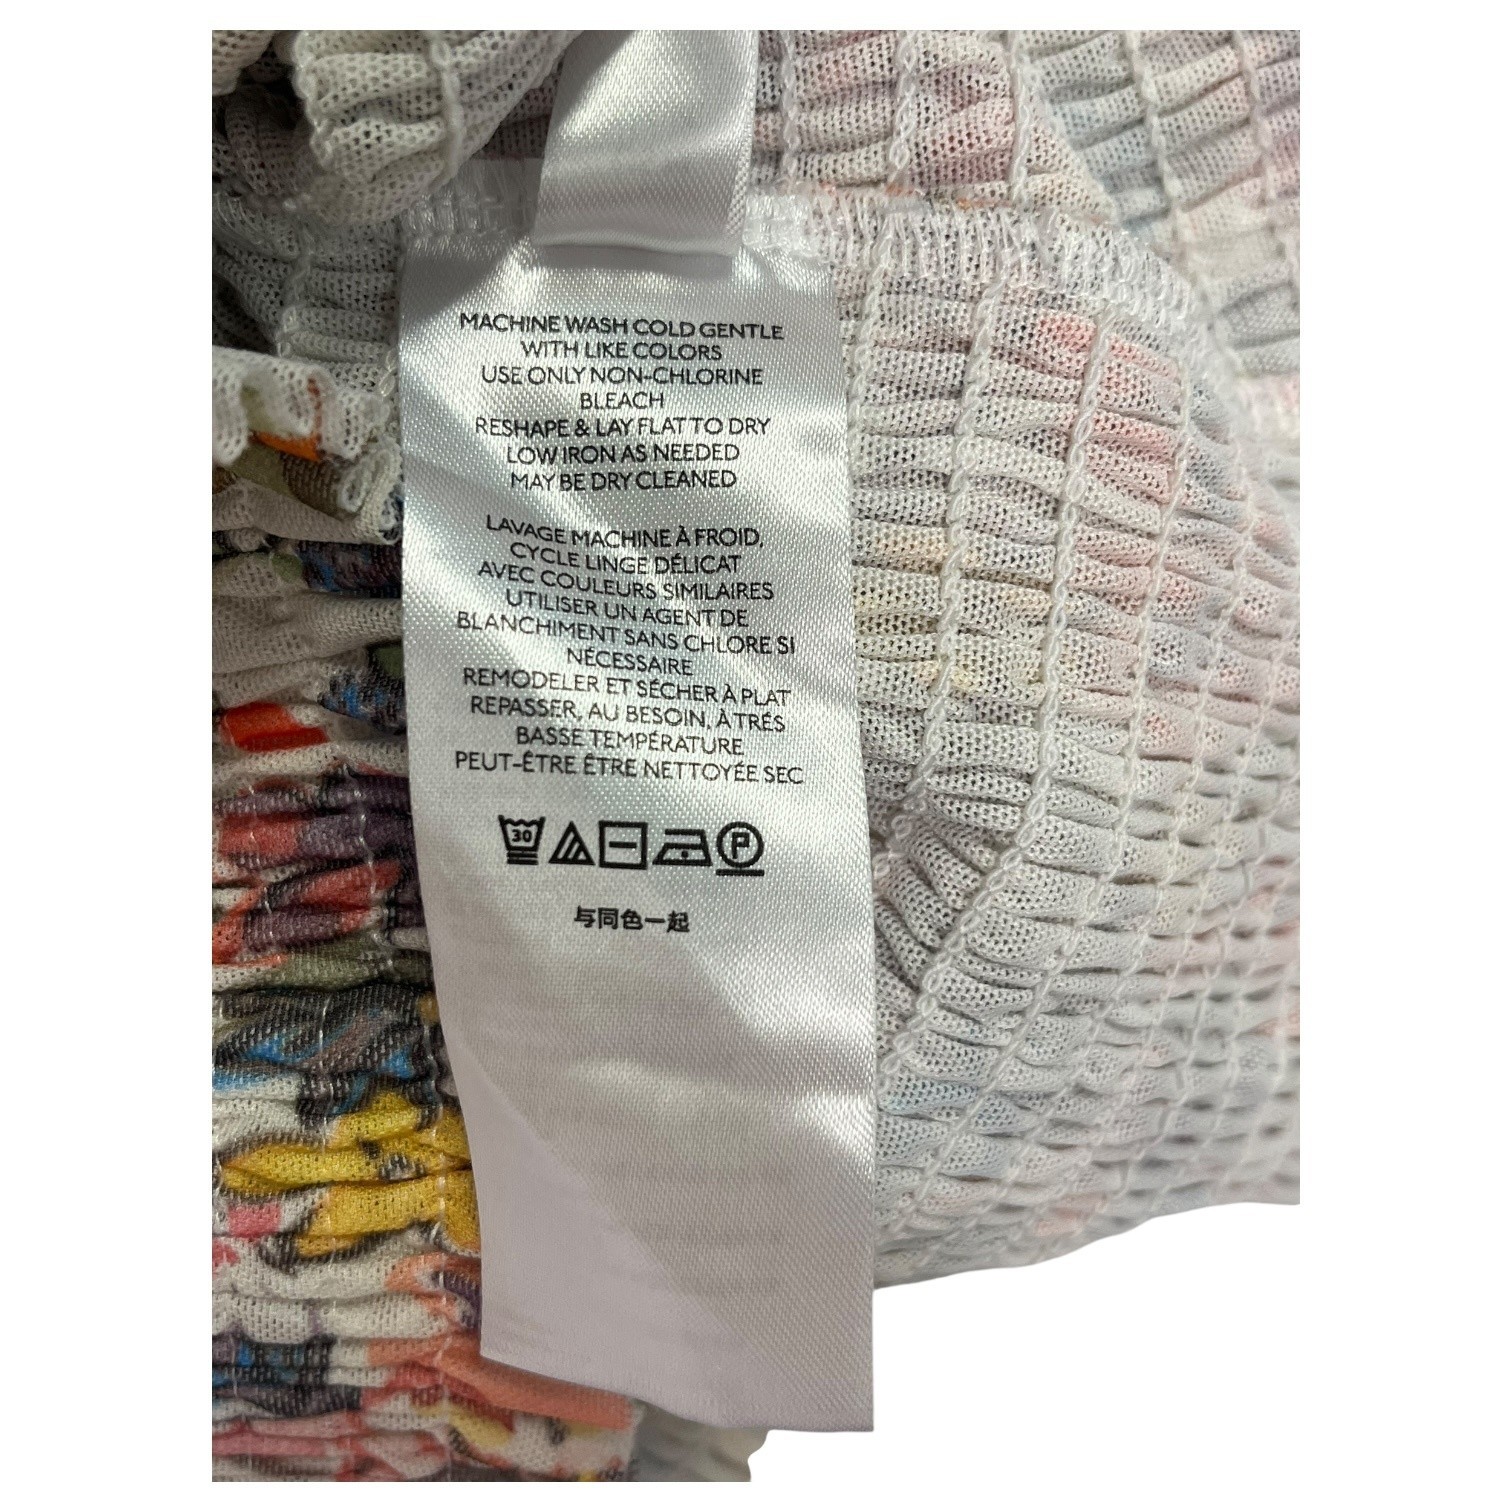 MACHINE WASH COLD GENTLE
WITH LIKE COLORS
USE ONLY NON-CHLORINE
BLEACH
RESHAPE & LAY FLAT TO DRY
LOW IRON AS NEEDED
MAY BE DRY CLEANED
LAVAGE MACHINE À FROID,
CYCLE LINGE DÉLICAT
AVEC COULEURS SIMILAIRES
UTILISER UN AGENT DE
BLANCHIMENT SANS CHLORE SI
NÉCESSAIRE
REMODELER ET SÉCHER À PLAT
REPASSER, AU BESOIN, À TRÉS
BASSE TEMPÉRATURE
PEUT-ÊTRE ÊTRE NETTOYÉE SEC
30 P
与同色一起